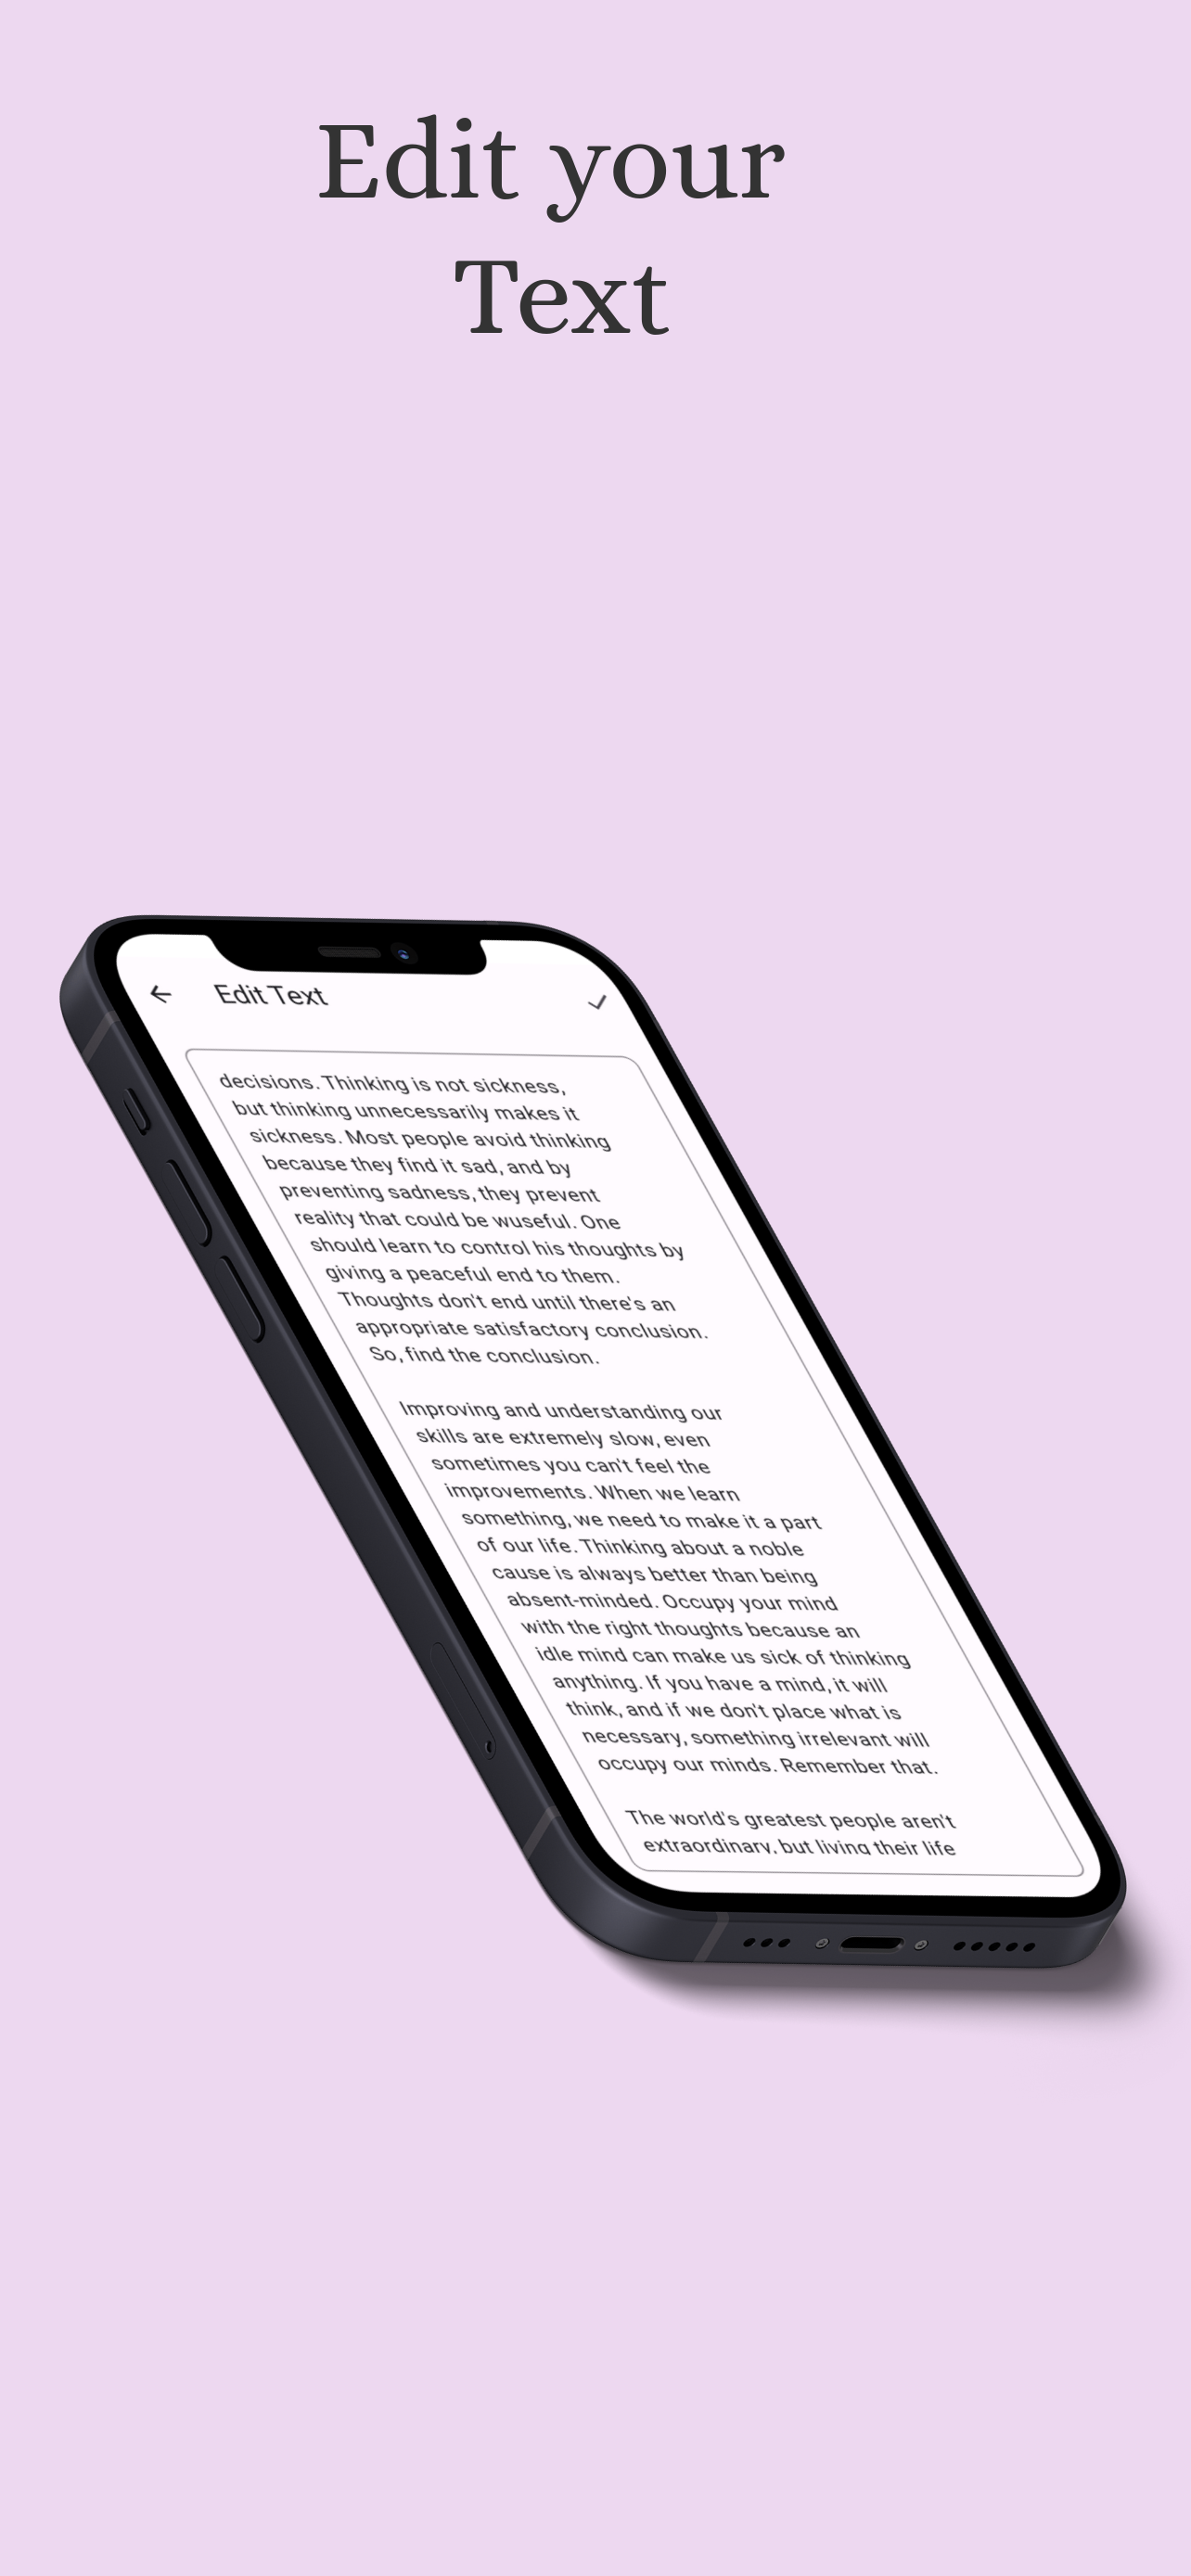 Edit your
Text
Edit Text
decisions. Thinking is not sickness,
but thinking unnecessarily makes it
sickness. Most people avoid thinking
because they find it sad, and by
preventing sadness, they prevent
reality that could be wuseful. One
should learn to control his thoughts by
giving a peaceful end to them.
Thoughts don't end until there's an
appropriate satisfactory conclusion.
So, find the conclusion.
Improving and understanding our
skills are extremely slow, even
sometimes you can't feel the
improvements. When we learn
something, we need to make it a part
of our life. Thinking about a noble
cause is always better than being
absent-minded. Occupy your mind
with the right thoughts because an
idle mind can make us sick of thinking
anything. If you have a mind, it will
think, and if we don't place what is
necessary, something irrelevant will
occupy our minds. Remember that.
The world's greatest people aren't
extraordinary, but living their life